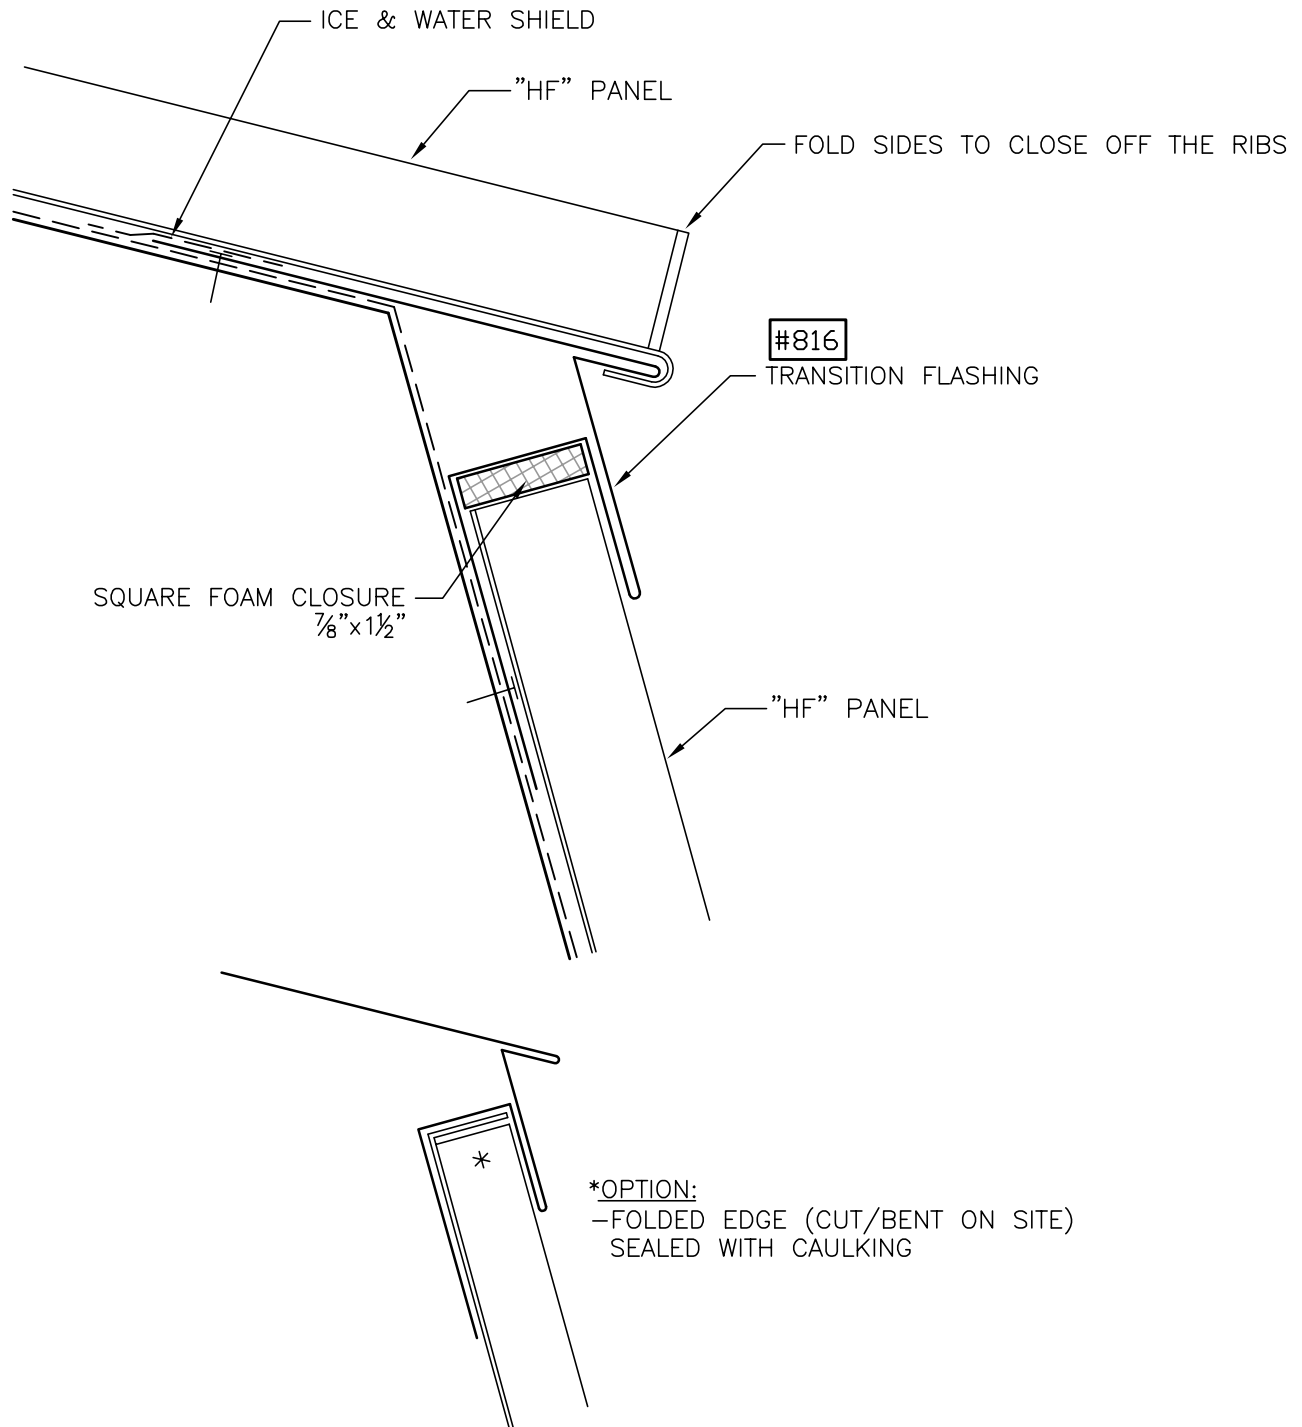 ICE & WATER SHIELD
”HF” PANEL
FOLD SIDES TO CLOSE OFF THE RIBS
#816
TRANSITION FLASHING
SQUARE FOAM CLOSURE
⅞”x1½”
”HF” PANEL
*
*OPTION:
–FOLDED EDGE (CUT/BENT ON SITE)
SEALED WITH CAULKING